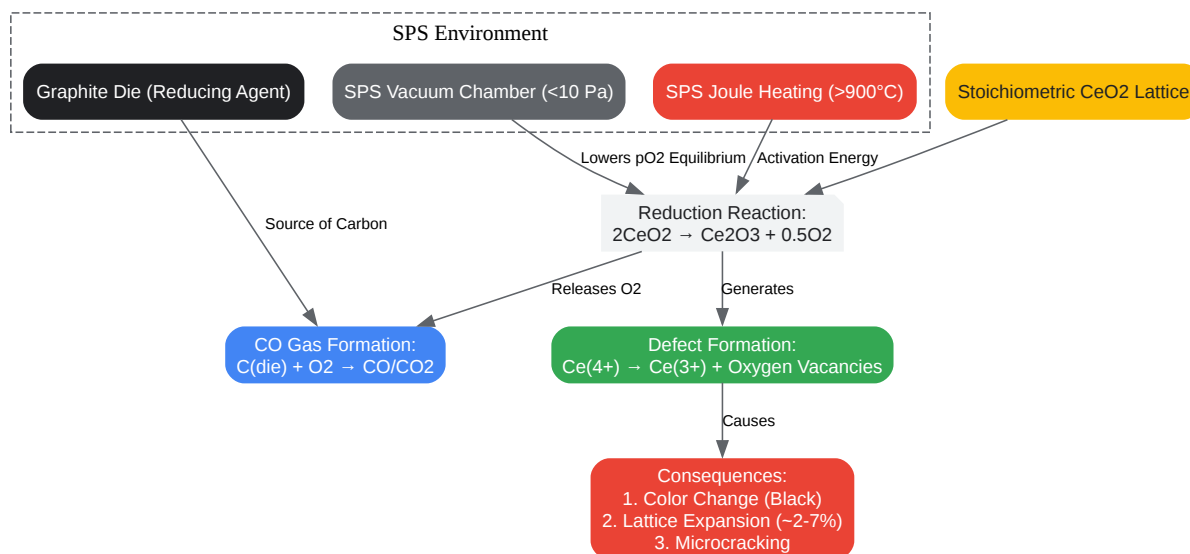 SPS Environment
Graphite Die (Reducing Agent)
SPS Vacuum Chamber (<10 Pa)
SPS Joule Heating (>900°C)
Stoichiometric CeO2 Lattice
Lowers pO2 Equilibrium
Activation Energy
Source of Carbon
Reduction Reaction:
2CeO2 → Ce2O3 + 0.5O2
Releases O2
Generates
CO Gas Formation:
C(die) + O2 → CO/CO2
Defect Formation:
Ce(4+) → Ce(3+) + Oxygen Vacancies
Causes
Consequences:
1. Color Change (Black)
2. Lattice Expansion (~2-7%)
3. Microcracking